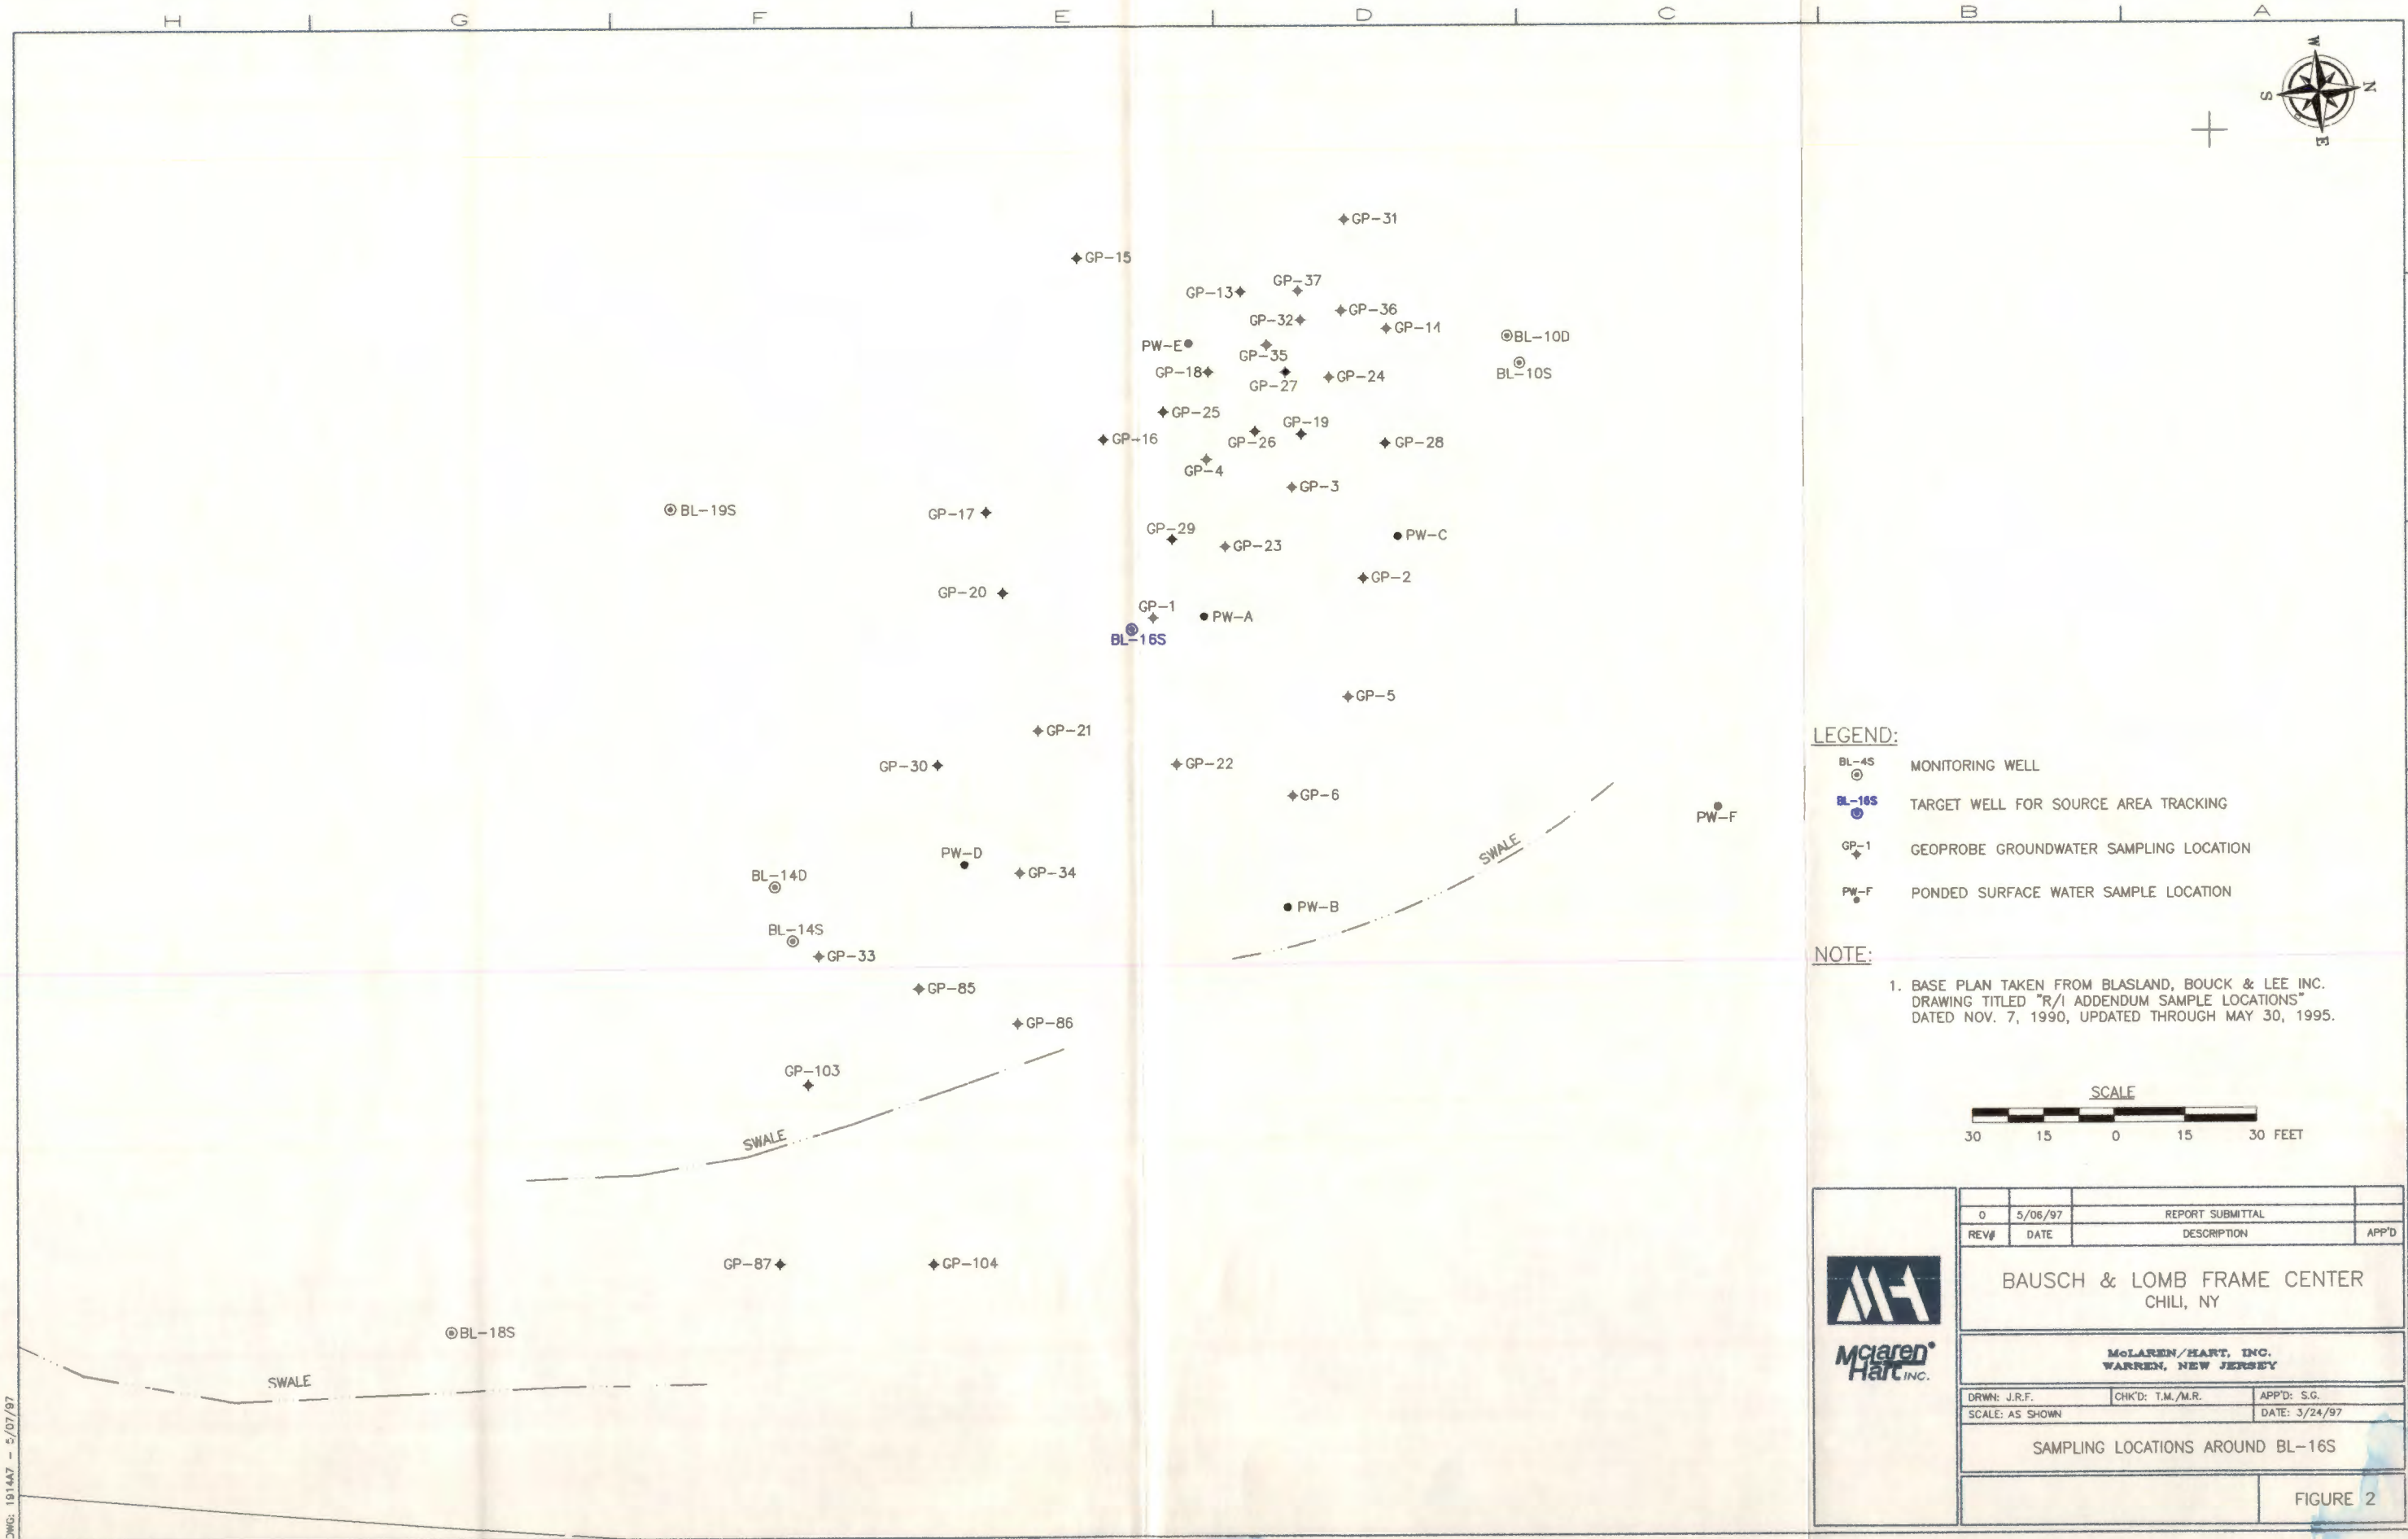 H G F E D C B A
W
N
S
E
GP-31
GP-15
GP-37
GP-13
GP-36
GP-32
GP-14
BL-10D
PW-E
GP-35
BL-10S
GP-18
GP-27
GP-24
GP-25
GP-19
GP-16
GP-26
GP-28
GP-4
GP-3
BL-19S
GP-17
GP-29
PW-C
GP-23
GP-2
GP-20
GP-1
PW-A
BL-16S
GP-5
GP-21
GP-30
GP-22
GP-6
PW-F
SWALE
PW-D
GP-34
BL-14D
PW-B
BL-14S
GP-33
GP-85
GP-86
GP-103
SWALE
GP-87
GP-104
BL-18S
SWALE
LEGEND:
BL-4S
MONITORING WELL
BL-16S
TARGET WELL FOR SOURCE AREA TRACKING
GP-1
GEOPROBE GROUNDWATER SAMPLING LOCATION
PW-F
PONDED SURFACE WATER SAMPLE LOCATION
NOTE:
1. BASE PLAN TAKEN FROM BLASLAND, BOUCK & LEE INC.
DRAWING TITLED "R/I ADDENDUM SAMPLE LOCATIONS"
DATED NOV. 7, 1990, UPDATED THROUGH MAY 30, 1995.
SCALE
30 15 0 15 30 FEET
0 5/06/97 REPORT SUBMITTAL
REV# DATE DESCRIPTION APP'D
BAUSCH & LOMB FRAME CENTER
CHILI, NY
MH
McLaren®
Hart INC.
McLAREN/HART, INC.
WARREN, NEW JERSEY
DRWN: J.R.F. CHK'D: T.M./M.R. APP'D: S.G.
SCALE: AS SHOWN DATE: 3/24/97
SAMPLING LOCATIONS AROUND BL-16S
FIGURE 2
DWG: 1914A7 - 5/07/97